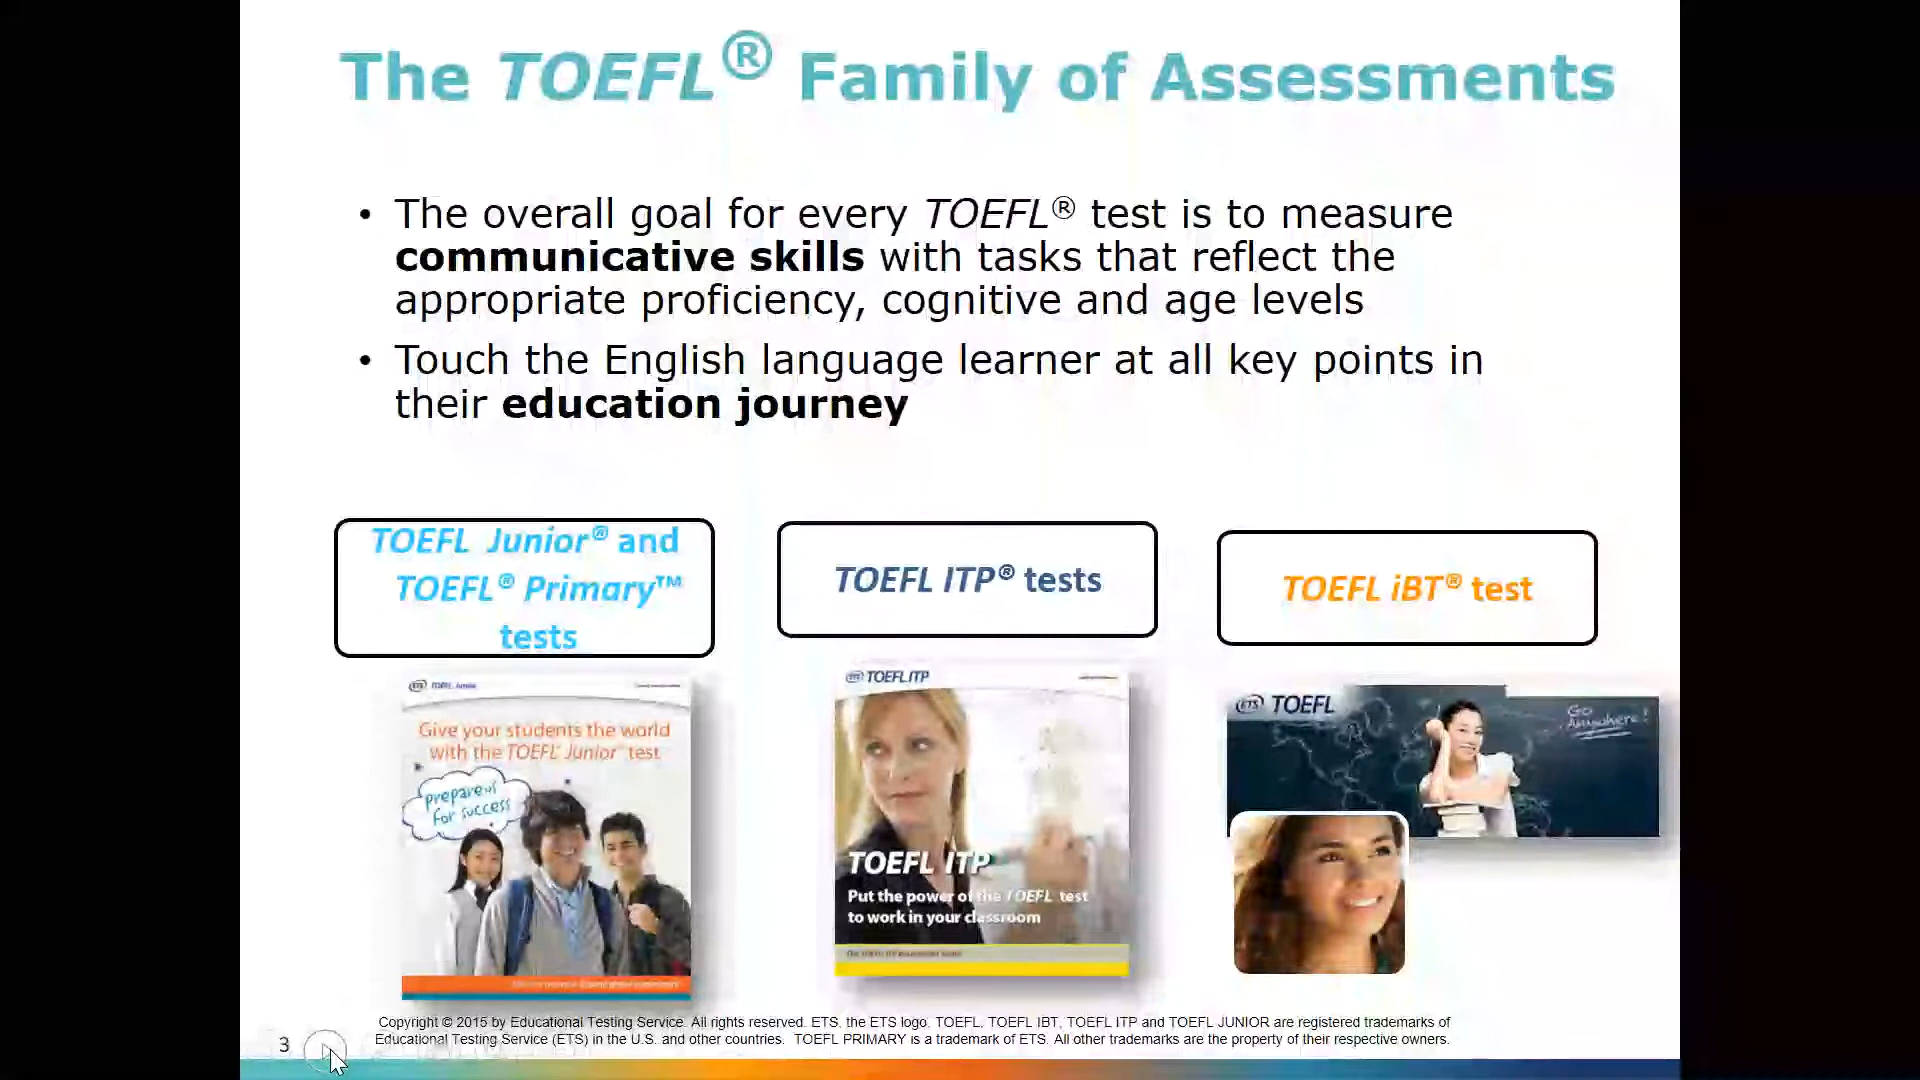 The TOEFL® Family of Assessments
• The overall goal for every TOEFL® test is to measure
communicative skills with tasks that reflect the
appropriate proficiency, cognitive and age levels
• Touch the English language learner at all key points in
their education journey
TOEFL Junior® and
TOEFL® Primary™
tests
TOEFL ITP® tests
TOEFL iBT® test
ETS TOEFL Junior
Give your students the world
with the TOEFL Junior® test
prepare us
for success
ETS TOEFL ITP
TOEFL ITP
Put the power of the TOEFL test
to work in your classroom
ETS TOEFL
Go
Anywhere!
Copyright © 2015 by Educational Testing Service. All rights reserved. ETS, the ETS logo, TOEFL, TOEFL IBT, TOEFL ITP and TOEFL JUNIOR are registered trademarks of
Educational Testing Service (ETS) in the U.S. and other countries. TOEFL PRIMARY is a trademark of ETS. All other trademarks are the property of their respective owners.
3